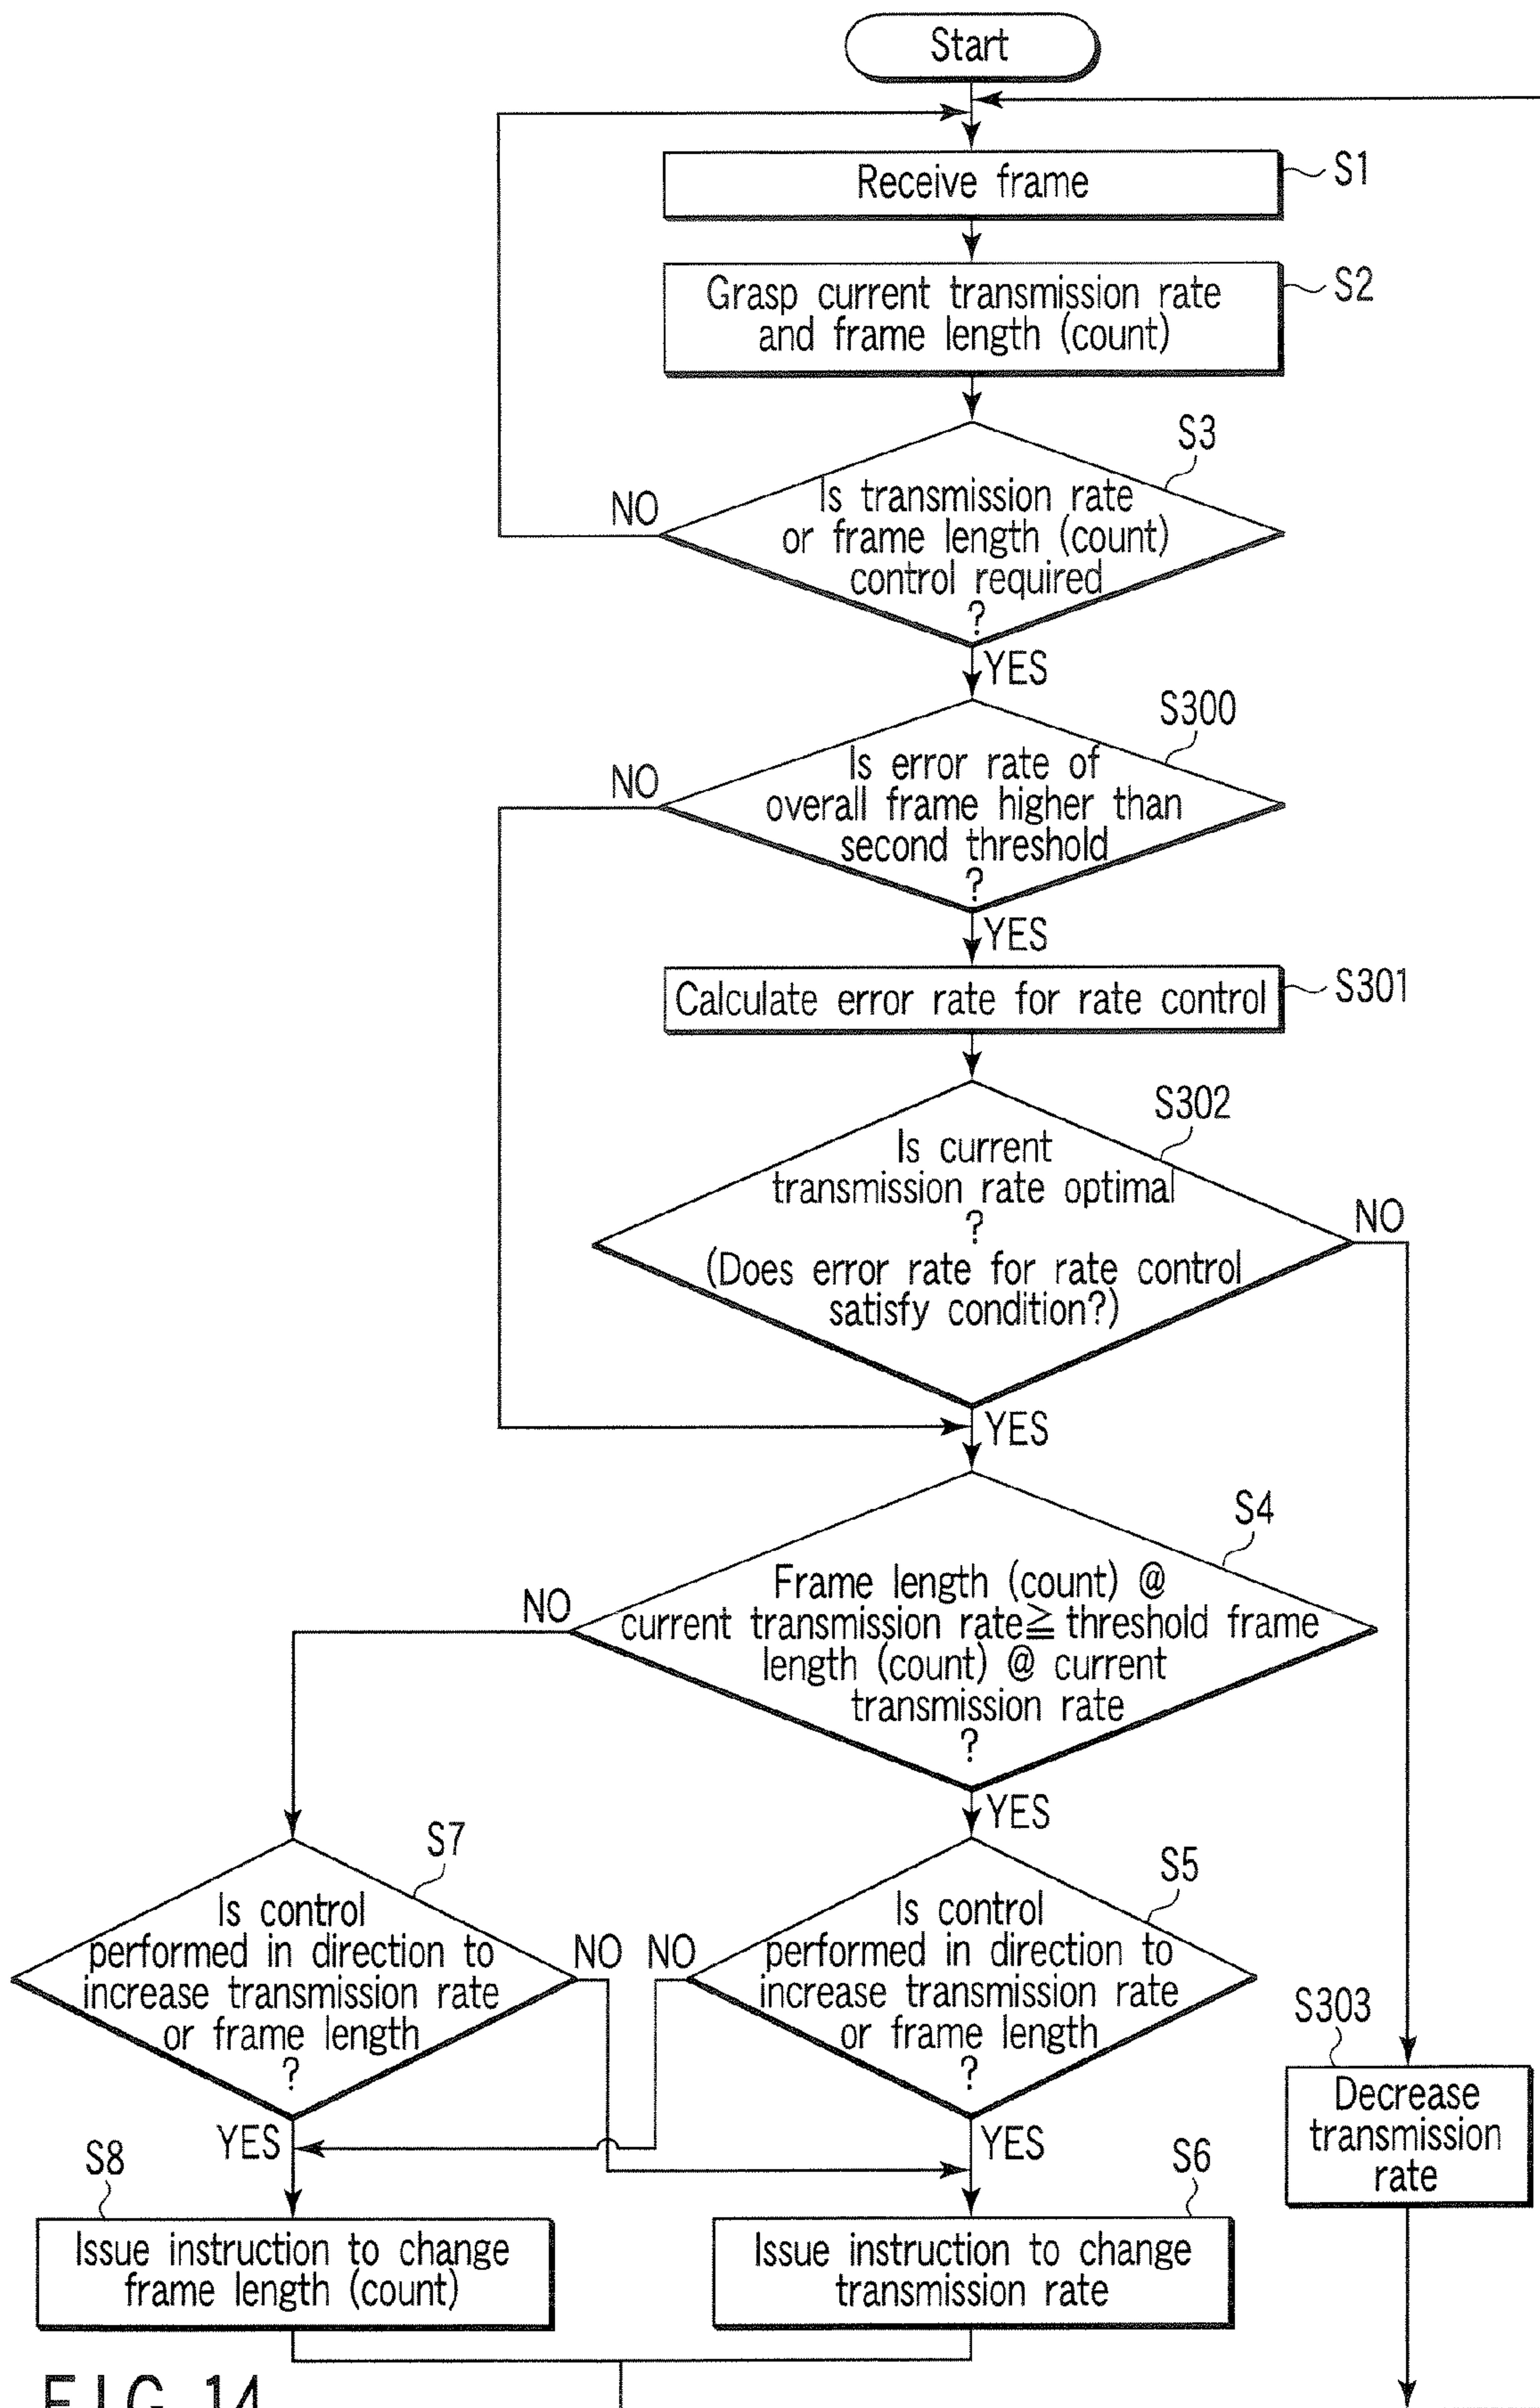 Start
Receive frame
S1
Grasp current transmission rate
and frame length (count)
S2
S3
Is transmission rate
or frame length (count)
control required
?
NO
YES
S300
Is error rate of
overall frame higher than
second threshold
?
NO
YES
Calculate error rate for rate control
S301
S302
Is current
transmission rate optimal
?
(Does error rate for rate control
satisfy condition?)
NO
YES
S4
Frame length (count) @
current transmission rate≧ threshold frame
length (count) @ current
transmission rate
?
NO
YES
S7
Is control
performed in direction to
increase transmission rate
or frame length
?
NO
YES
S5
Is control
performed in direction to
increase transmission rate
or frame length
?
NO
YES
S303
Decrease
transmission
rate
S8
Issue instruction to change
frame length (count)
S6
Issue instruction to change
transmission rate
FIG. 14